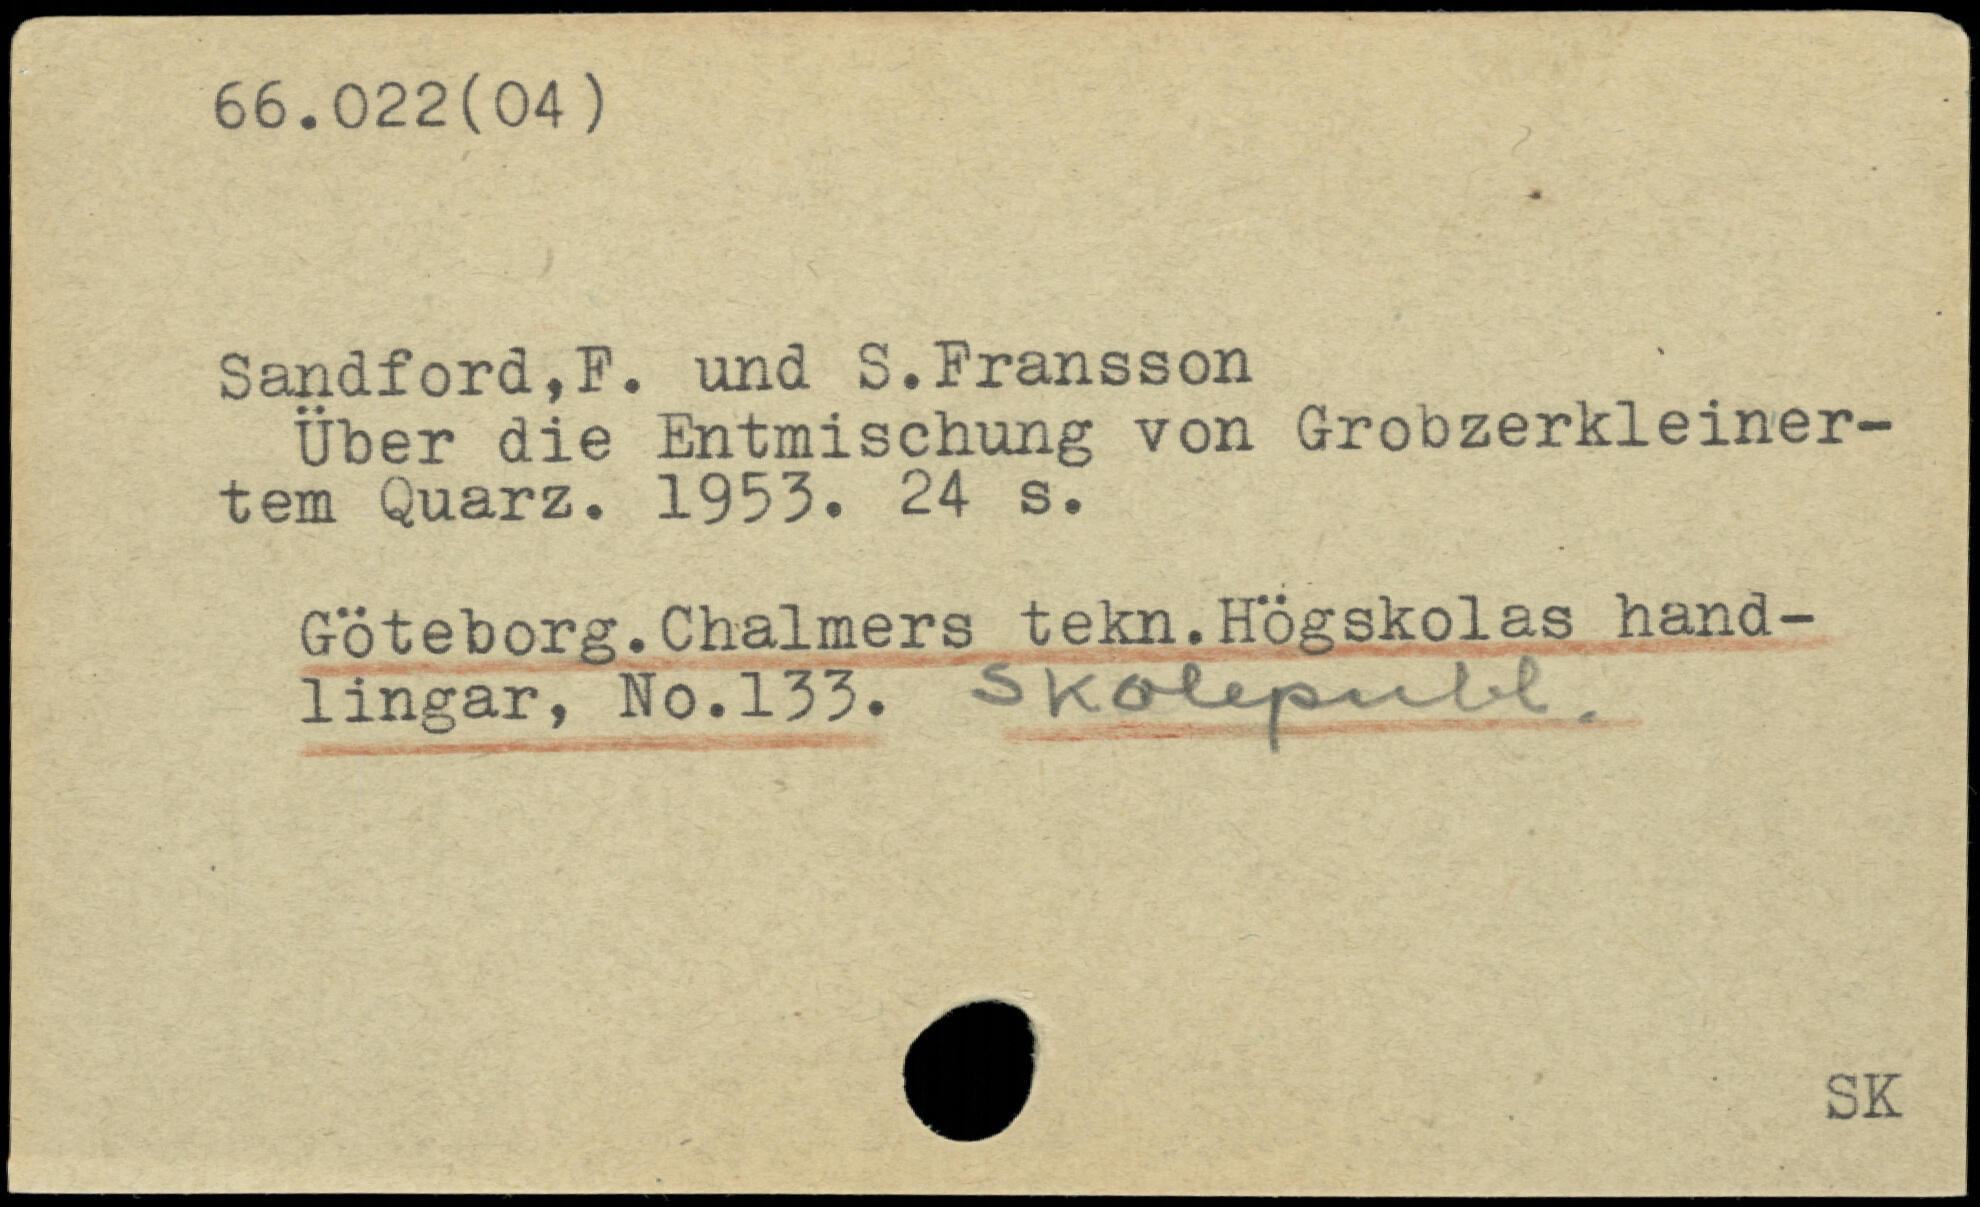 66.022(04)
Sandford,F. und S.Fransson
Über die Entmischung von Grobzerkleiner-
tem Quarz. 1953. 24 s.
Göteborg.Chalmers tekn.Högskolas hand-
lingar, No.133. Skolepubl.
SK